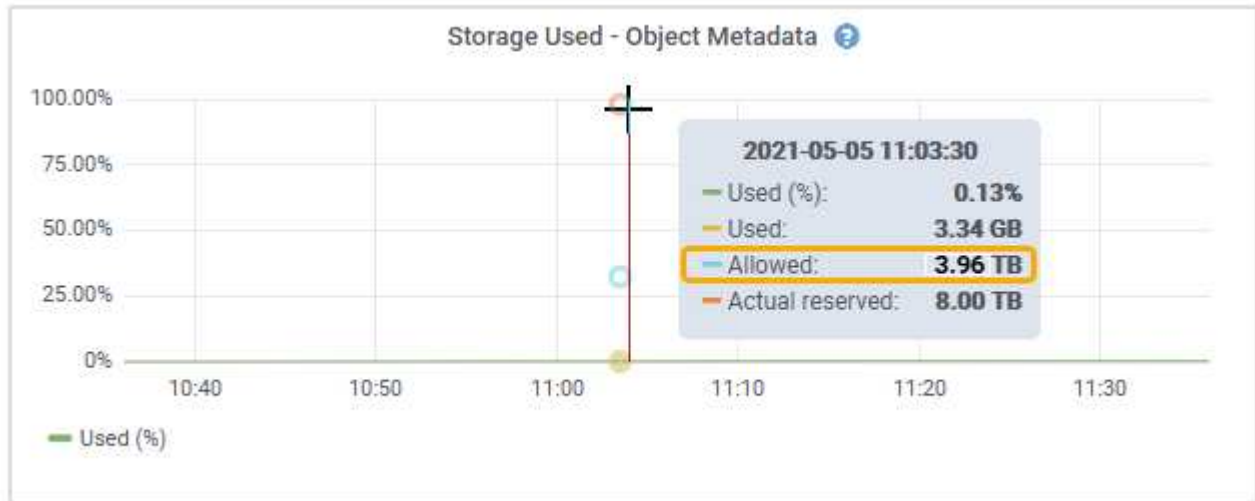 Storage Used - Object Metadata ?
100.00%
75.00%
50.00%
25.00%
0%
2021-05-05 11:03:30
Used (%): 0.13%
Used: 3.34 GB
Allowed: 3.96 TB
Actual reserved: 8.00 TB
10:40 10:50 11:00 11:10 11:20 11:30
Used (%)